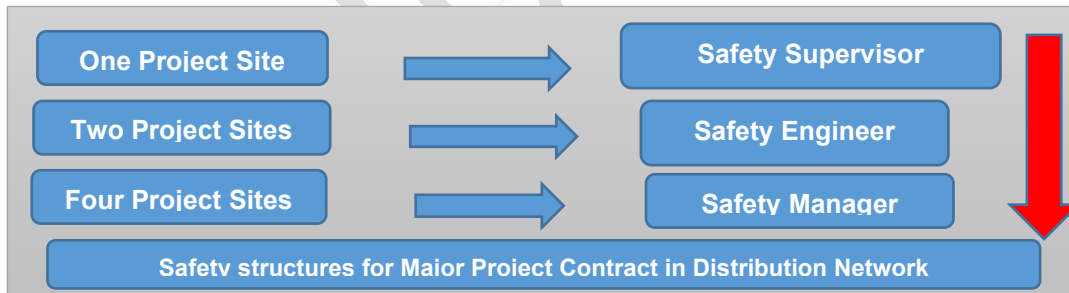 One Project Site
Safety Supervisor
Two Project Sites
Safety Engineer
Four Project Sites
Safety Manager
Safety structures for Major Project Contract in Distribution Network